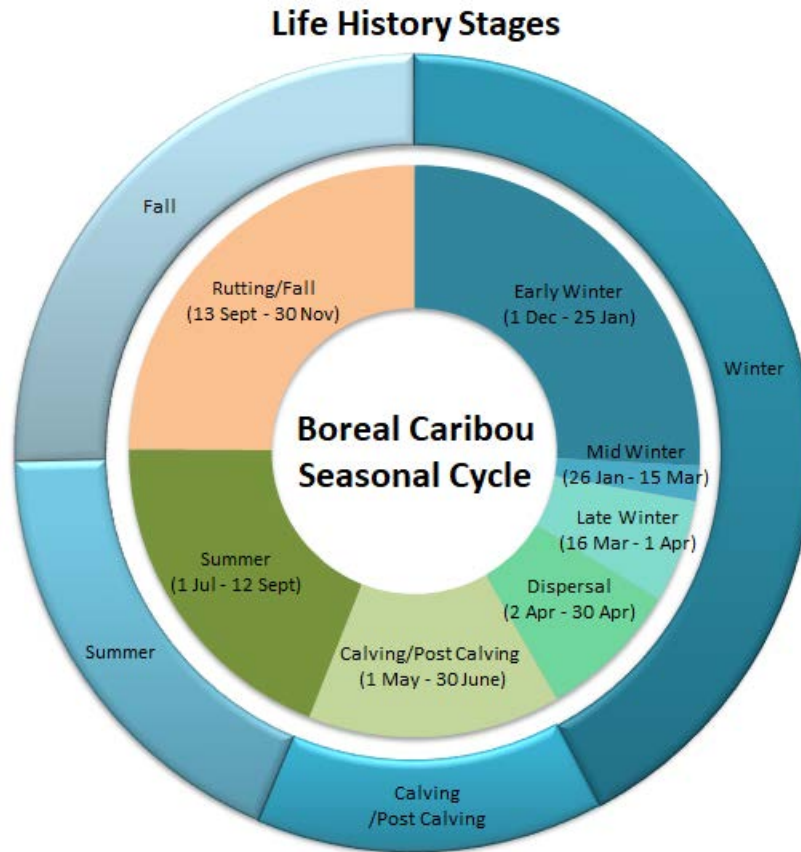 Life History Stages
Fall
Rutting/Fall
(13 Sept - 30 Nov)
Early Winter
(1 Dec - 25 Jan)
Winter
Boreal Caribou
Seasonal Cycle
Mid Winter
(26 Jan - 15 Mar)
Late Winter
(16 Mar - 1 Apr)
Summer
(1 Jul - 12 Sept)
Dispersal
(2 Apr - 30 Apr)
Summer
Calving/Post Calving
(1 May - 30 June)
Calving
/Post Calving